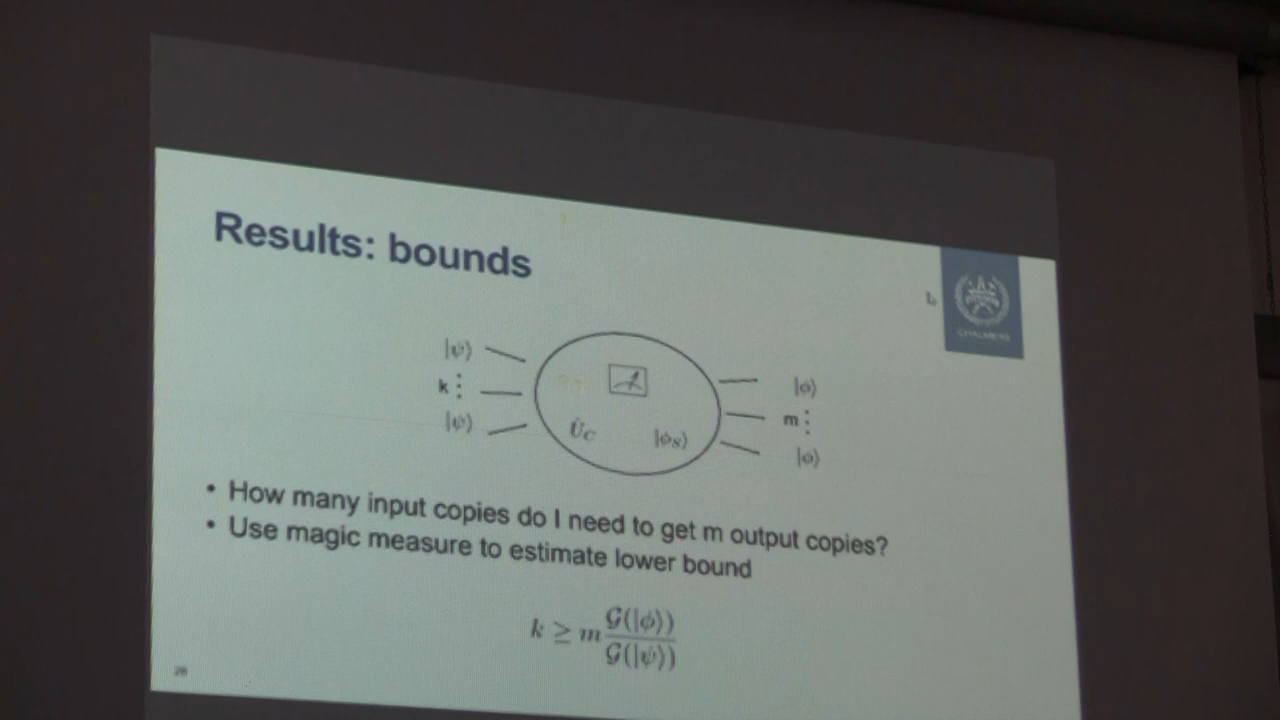 Results: bounds
b
CHALMERS
|ψ⟩
k ⋮
|ψ⟩
Û_C
|ϕ_S⟩
|ϕ⟩
m ⋮
|ϕ⟩
• How many input copies do I need to get m output copies?
• Use magic measure to estimate lower bound
k ≥ m 𝒢(|ϕ⟩) / 𝒢(|ψ⟩)